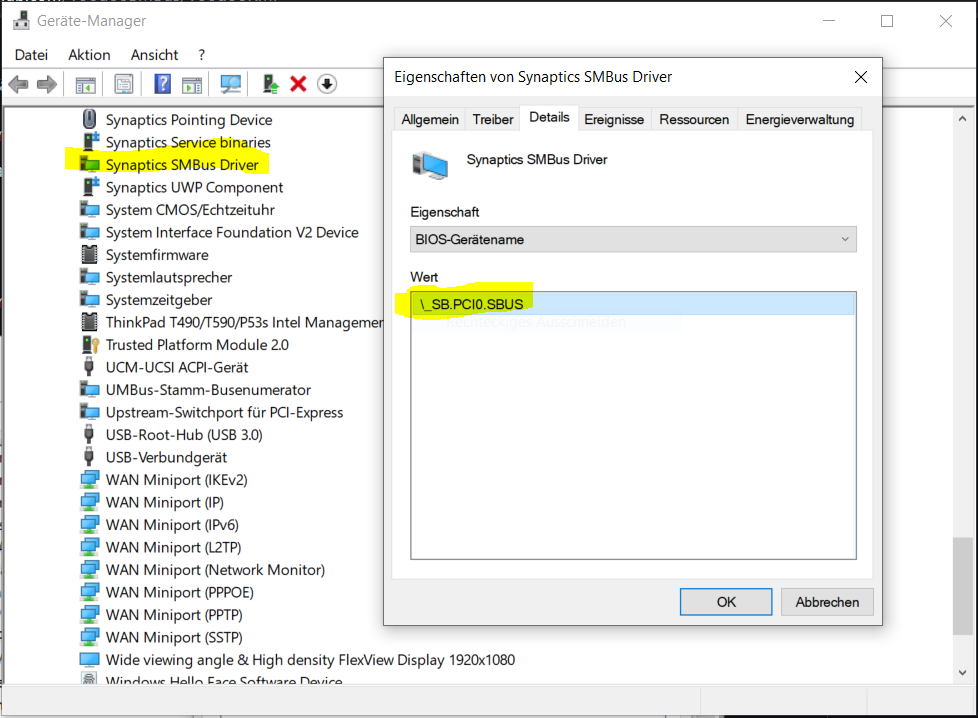 Geräte-Manager
Datei Aktion Ansicht ?
Synaptics Pointing Device
Synaptics Service binaries
Synaptics SMBus Driver
Synaptics UWP Component
System CMOS/Echtzeituhr
System Interface Foundation V2 Device
Systemfirmware
Systemlautsprecher
Systemzeitgeber
ThinkPad T490/T590/P53s Intel Managemen
Trusted Platform Module 2.0
UCM-UCSI ACPI-Gerät
UMBus-Stamm-Busenumerator
Upstream-Switchport für PCI-Express
USB-Root-Hub (USB 3.0)
USB-Verbundgerät
WAN Miniport (IKEv2)
WAN Miniport (IP)
WAN Miniport (IPv6)
WAN Miniport (L2TP)
WAN Miniport (Network Monitor)
WAN Miniport (PPPOE)
WAN Miniport (PPTP)
WAN Miniport (SSTP)
Wide viewing angle & High density FlexView Display 1920x1080
Windows Hello Face Software Device
Eigenschaften von Synaptics SMBus Driver
Allgemein Treiber Details Ereignisse Ressourcen Energieverwaltung
Synaptics SMBus Driver
Eigenschaft
BIOS-Gerätename
Wert
\_SB.PCI0.SBUS
Rechteckiges Ausschneiden
OK Abbrechen